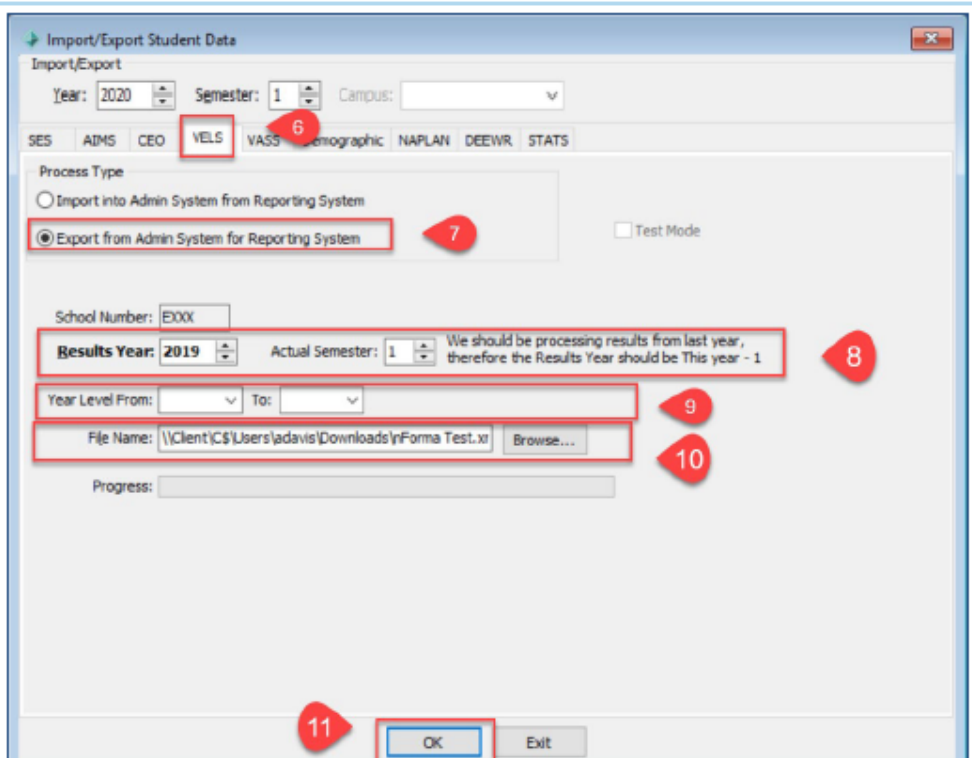 Import/Export Student Data
Import/Export
Year: 2020 Semester: 1 Campus:
6
SES AIMS CEO VELS VASS Demographic NAPLAN DEEWR STATS
Process Type
Import into Admin System from Reporting System
Export from Admin System for Reporting System 7 Test Mode
School Number: EXXX
Results Year: 2019 Actual Semester: 1 We should be processing results from last year,
therefore the Results Year should be This year - 1
8
Year Level From: To: 9
File Name: \\Client\C$\Users\adavis\Downloads\nForma Test.xr Browse...
10
Progress:
11 OK Exit